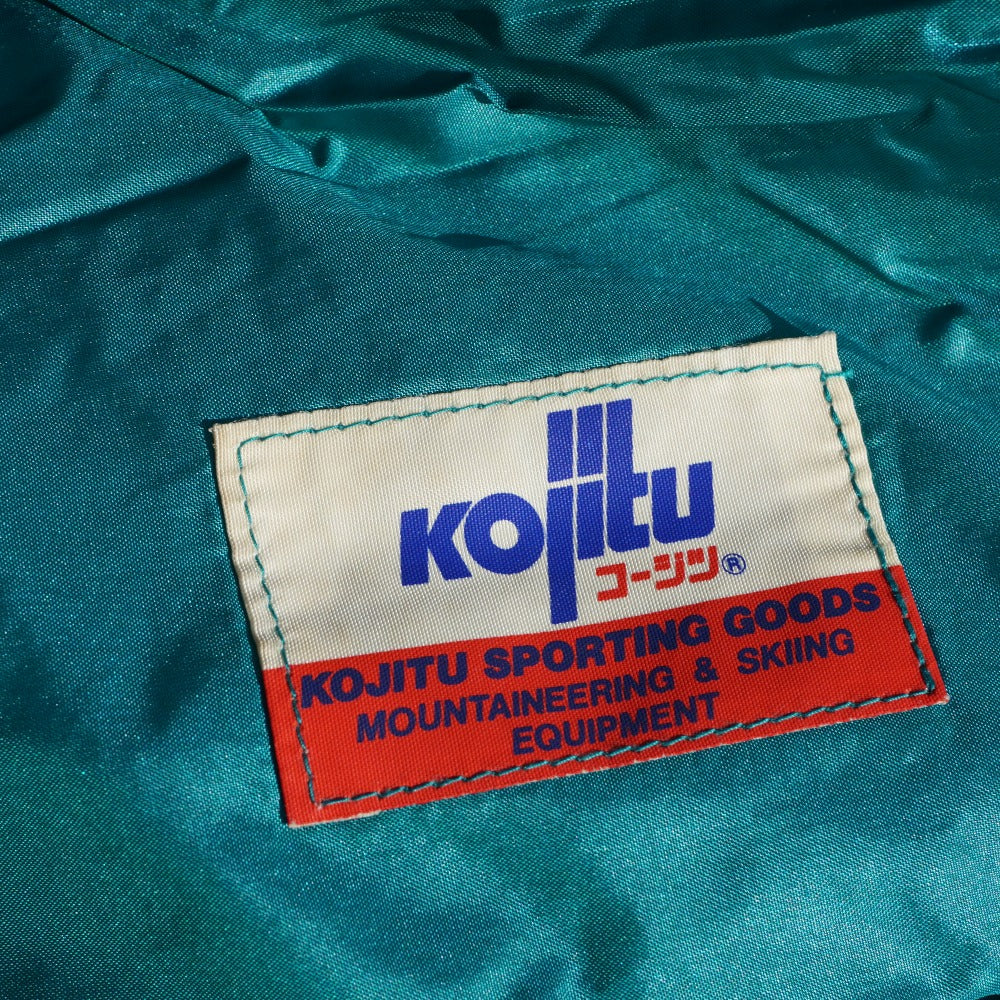 Kojitu
コージツ®
KOJITU SPORTING GOODS
MOUNTAINEERING & SKIING
EQUIPMENT